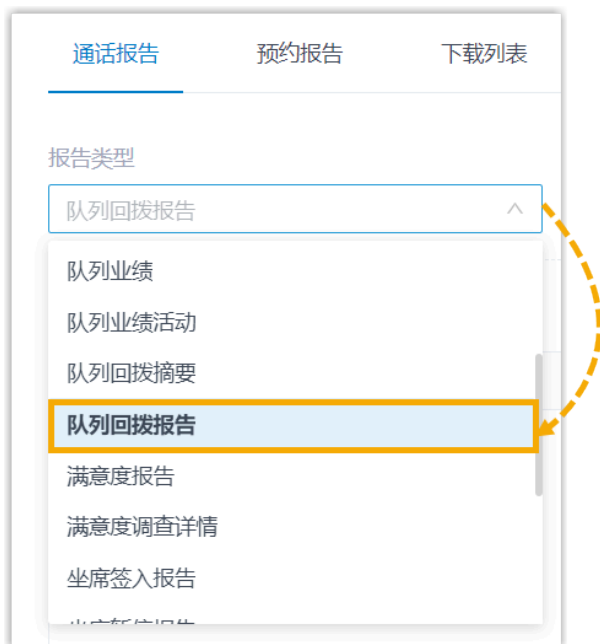 通话报告 预约报告 下载列表
报告类型
队列回拨报告
队列业绩
队列业绩活动
队列回拨摘要
队列回拨报告
满意度报告
满意度调查详情
坐席签入报告